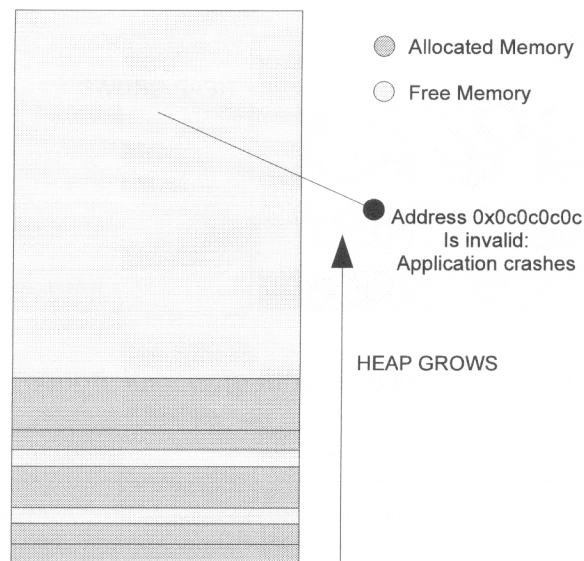 Allocated Memory
Free Memory
Address 0x0c0c0c0c
Is invalid:
Application crashes
HEAP GROWS